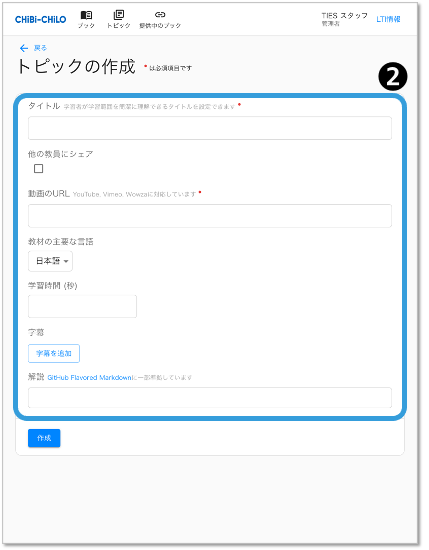 CHiBi-CHiLO ブック トピック 提供中のブック TIES スタッフ 管理者 LTI情報
← 戻る
トピックの作成 * は必須項目です
2
タイトル 学習者が学習範囲を簡潔に理解できるタイトルを設定できます *
他の教員にシェア
動画のURL YouTube, Vimeo, Wowzaに対応しています *
教材の主要な言語
日本語
学習時間 (秒)
字幕
字幕を追加
解説 GitHub Flavored Markdownに一部準拠しています
作成